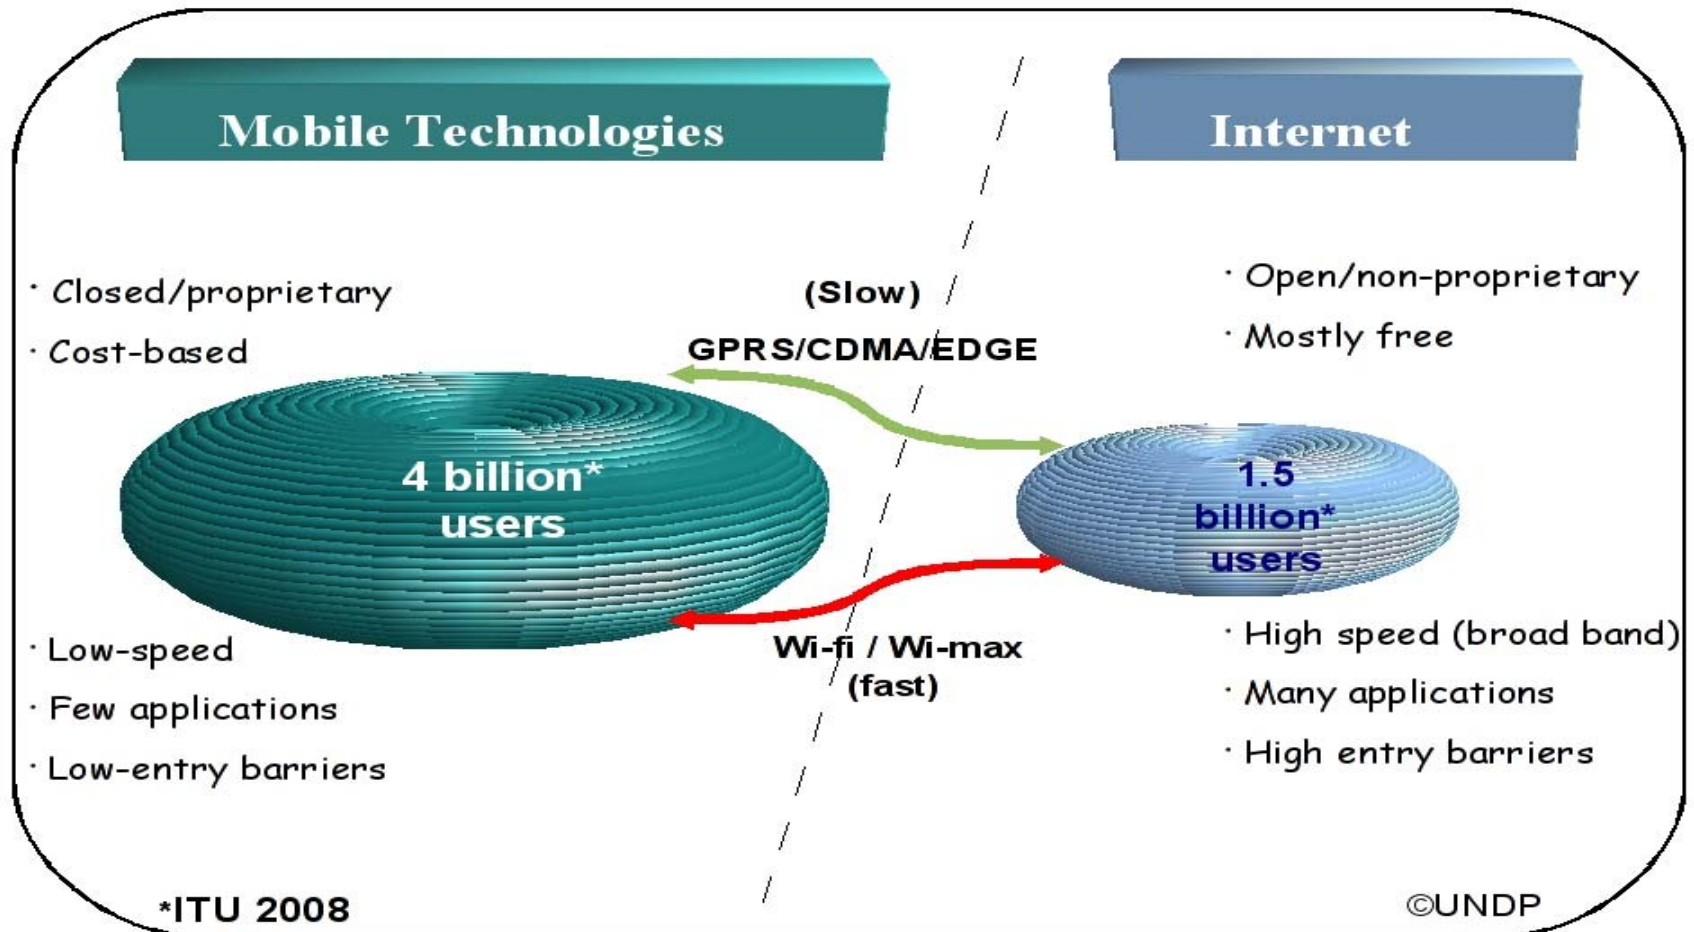 Mobile Technologies
Internet
· Closed/proprietary
· Cost-based
(Slow)
GPRS/CDMA/EDGE
· Open/non-proprietary
· Mostly free
4 billion*
users
1.5
billion*
users
· Low-speed
· Few applications
· Low-entry barriers
Wi-fi / Wi-max
(fast)
· High speed (broad band)
· Many applications
· High entry barriers
*ITU 2008
©UNDP